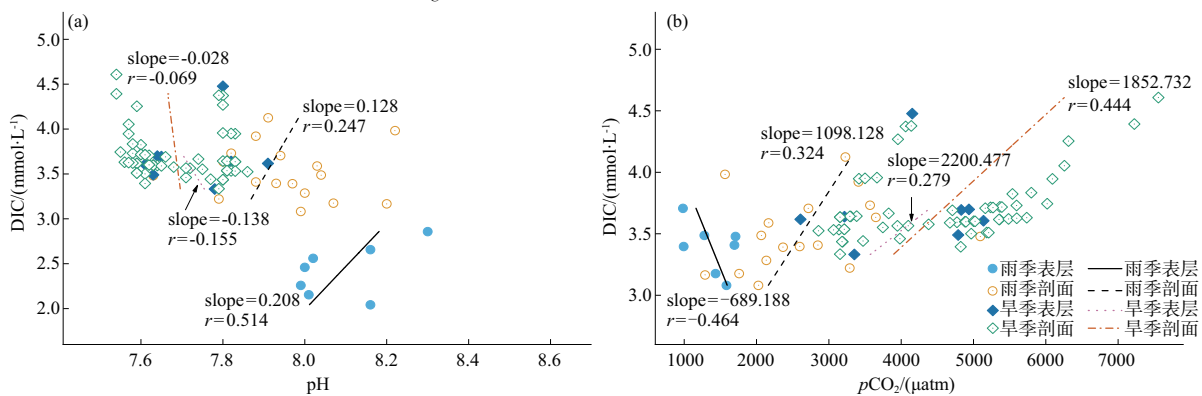 (a)
5.0
4.5
4.0
3.5
3.0
2.5
2.0
DIC/(mmol·L⁻¹)
slope=-0.028
r=-0.069
slope=0.128
r=0.247
slope=-0.138
r=-0.155
slope=0.208
r=0.514
7.6 7.8 8.0 8.2 8.4 8.6
pH
(b)
5.0
4.5
4.0
3.5
3.0
DIC/(mmol·L⁻¹)
slope=1852.732
r=0.444
slope=1098.128
r=0.324
slope=2200.477
r=0.279
slope=−689.188
r=−0.464
雨季表层 雨季表层
雨季剖面 雨季剖面
旱季表层 旱季表层
旱季剖面 旱季剖面
1000 2000 3000 4000 5000 6000 7000
pCO₂/(μatm)